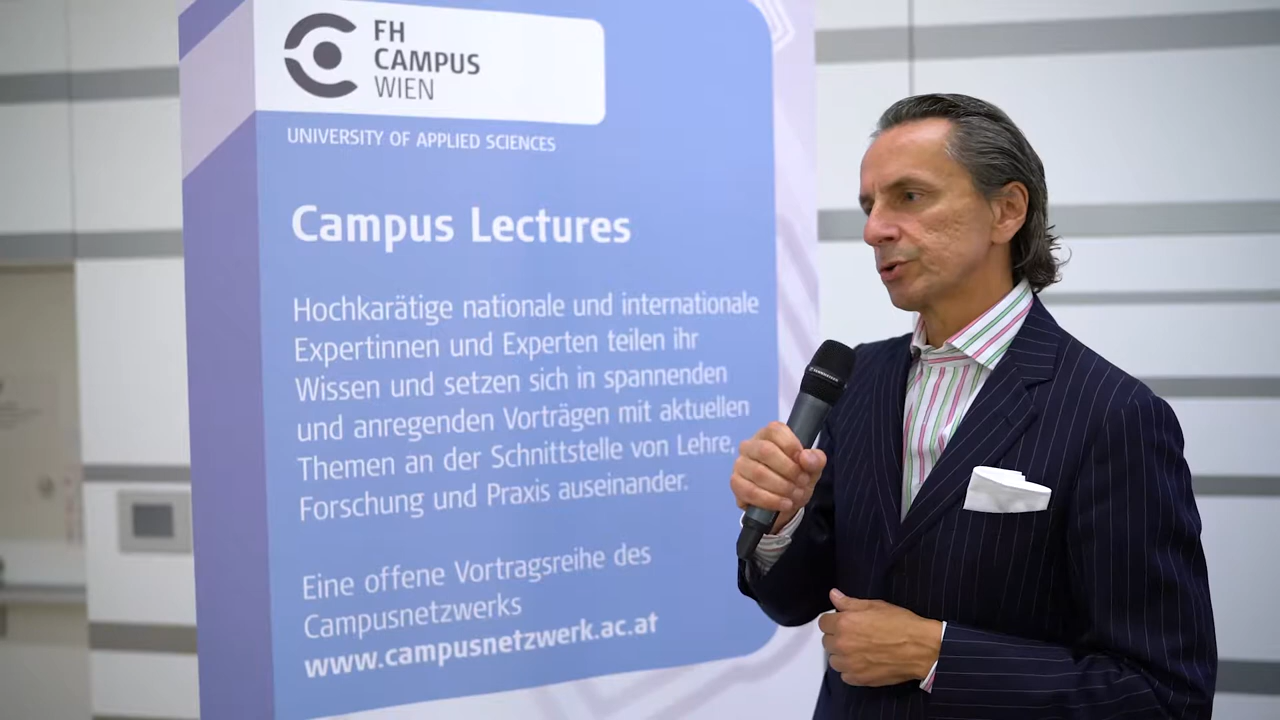 FH
CAMPUS
WIEN
UNIVERSITY OF APPLIED SCIENCES
Campus Lectures
Hochkarätige nationale und internationale
Expertinnen und Experten teilen ihr
Wissen und setzen sich in spannenden
und anregenden Vorträgen mit aktuellen
Themen an der Schnittstelle von Lehre,
Forschung und Praxis auseinander.
Eine offene Vortragsreihe des
Campusnetzwerks
www.campusnetzwerk.ac.at
SENNHEISER